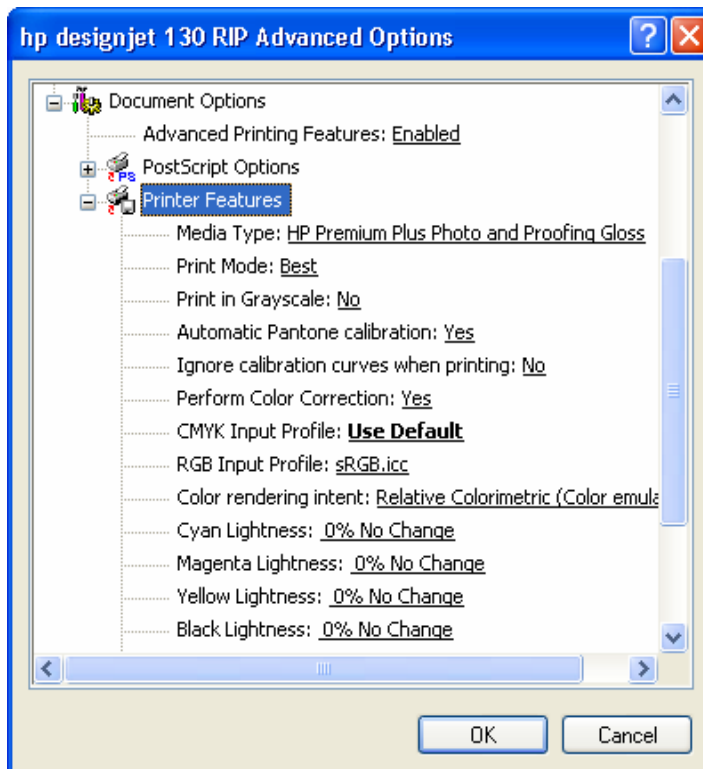 hp designjet 130 RIP Advanced Options
Document Options
Advanced Printing Features: Enabled
PS PostScript Options
Printer Features
Media Type: HP Premium Plus Photo and Proofing Gloss
Print Mode: Best
Print in Grayscale: No
Automatic Pantone calibration: Yes
Ignore calibration curves when printing: No
Perform Color Correction: Yes
CMYK Input Profile: Use Default
RGB Input Profile: sRGB.icc
Color rendering intent: Relative Colorimetric (Color emula
Cyan Lightness: 0% No Change
Magenta Lightness: 0% No Change
Yellow Lightness: 0% No Change
Black Lightness: 0% No Change
OK Cancel